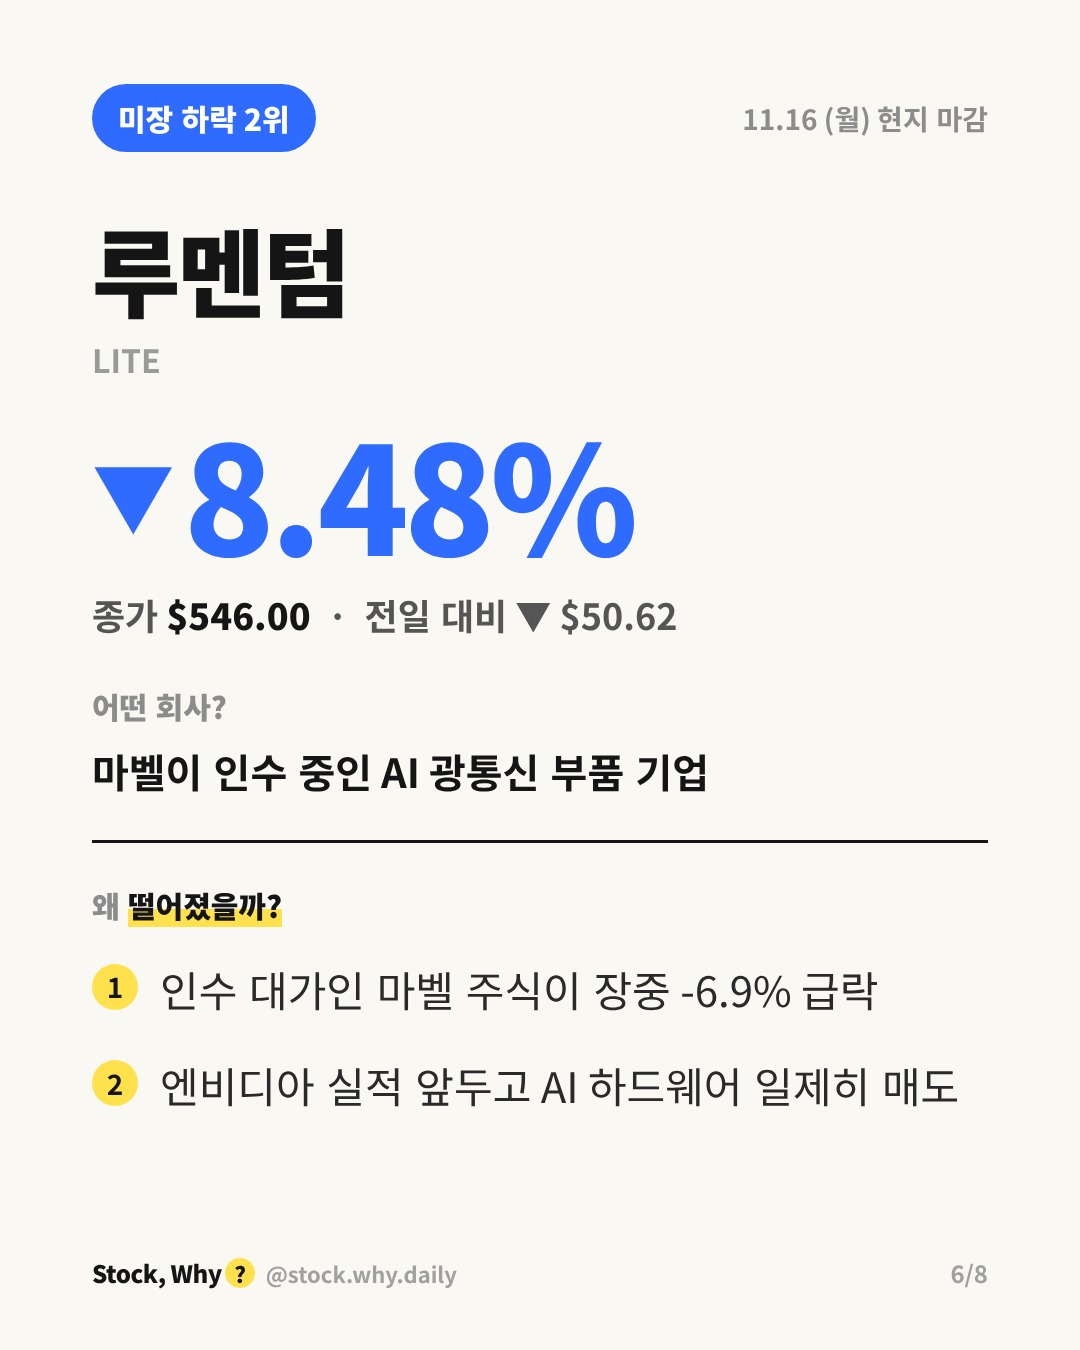 미장 하락 2위
11.16 (월) 현지 마감
루멘텀
LITE
▼8.48%
종가 $546.00 · 전일 대비 ▼ $50.62
어떤 회사?
마벨이 인수 중인 AI 광통신 부품 기업
왜 떨어졌을까?
1 인수 대가인 마벨 주식이 장중 -6.9% 급락
2 엔비디아 실적 앞두고 AI 하드웨어 일제히 매도
Stock, Why ? @stock.why.daily
6/8